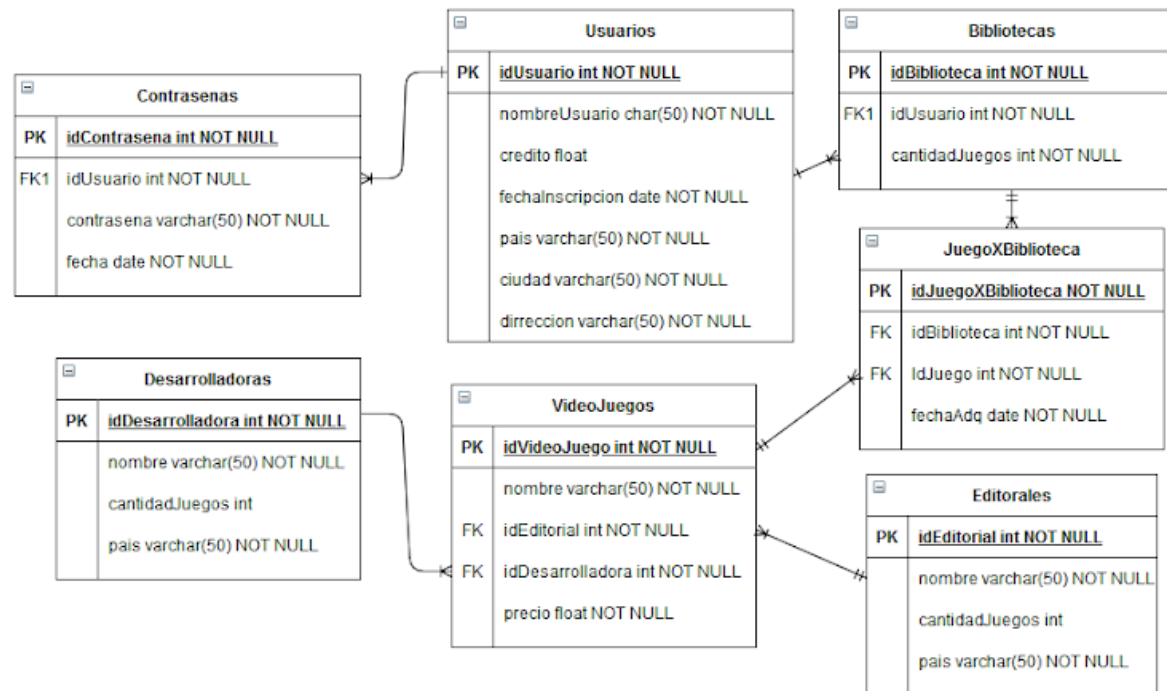 Contrasenas
PK idContrasena int NOT NULL
FK1 idUsuario int NOT NULL
contrasena varchar(50) NOT NULL
fecha date NOT NULL
Usuarios
PK idUsuario int NOT NULL
nombreUsuario char(50) NOT NULL
credito float
fechaInscripcion date NOT NULL
pais varchar(50) NOT NULL
ciudad varchar(50) NOT NULL
dirreccion varchar(50) NOT NULL
Bibliotecas
PK idBiblioteca int NOT NULL
FK1 idUsuario int NOT NULL
cantidadJuegos int NOT NULL
JuegoXBiblioteca
PK idJuegoXBiblioteca NOT NULL
FK idBiblioteca int NOT NULL
FK IdJuego int NOT NULL
fechaAdq date NOT NULL
Desarrolladoras
PK idDesarrolladora int NOT NULL
nombre varchar(50) NOT NULL
cantidadJuegos int
pais varchar(50) NOT NULL
VideoJuegos
PK idVideoJuego int NOT NULL
nombre varchar(50) NOT NULL
FK idEditorial int NOT NULL
FK idDesarrolladora int NOT NULL
precio float NOT NULL
Editorales
PK idEditorial int NOT NULL
nombre varchar(50) NOT NULL
cantidadJuegos int
pais varchar(50) NOT NULL